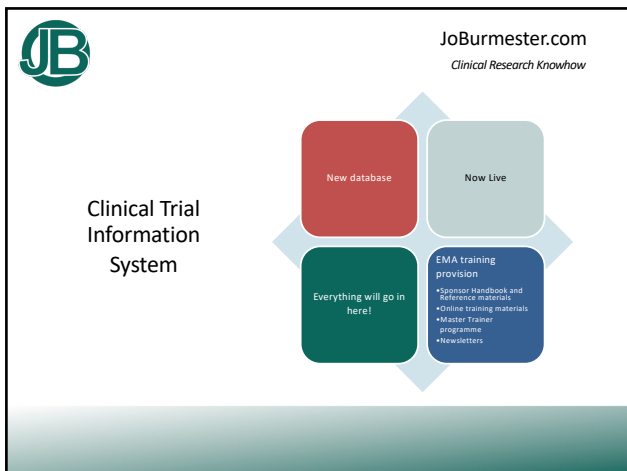 JB
JoBurmester.com
Clinical Research Knowhow
Clinical Trial
Information
System
New database
Now Live
Everything will go in
here!
EMA training
provision
•Sponsor Handbook and
Reference materials
•Online training materials
•Master Trainer
programme
•Newsletters